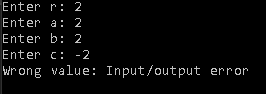 Enter r: 2
Enter a: 2
Enter b: 2
Enter c: -2
Wrong value: Input/output error